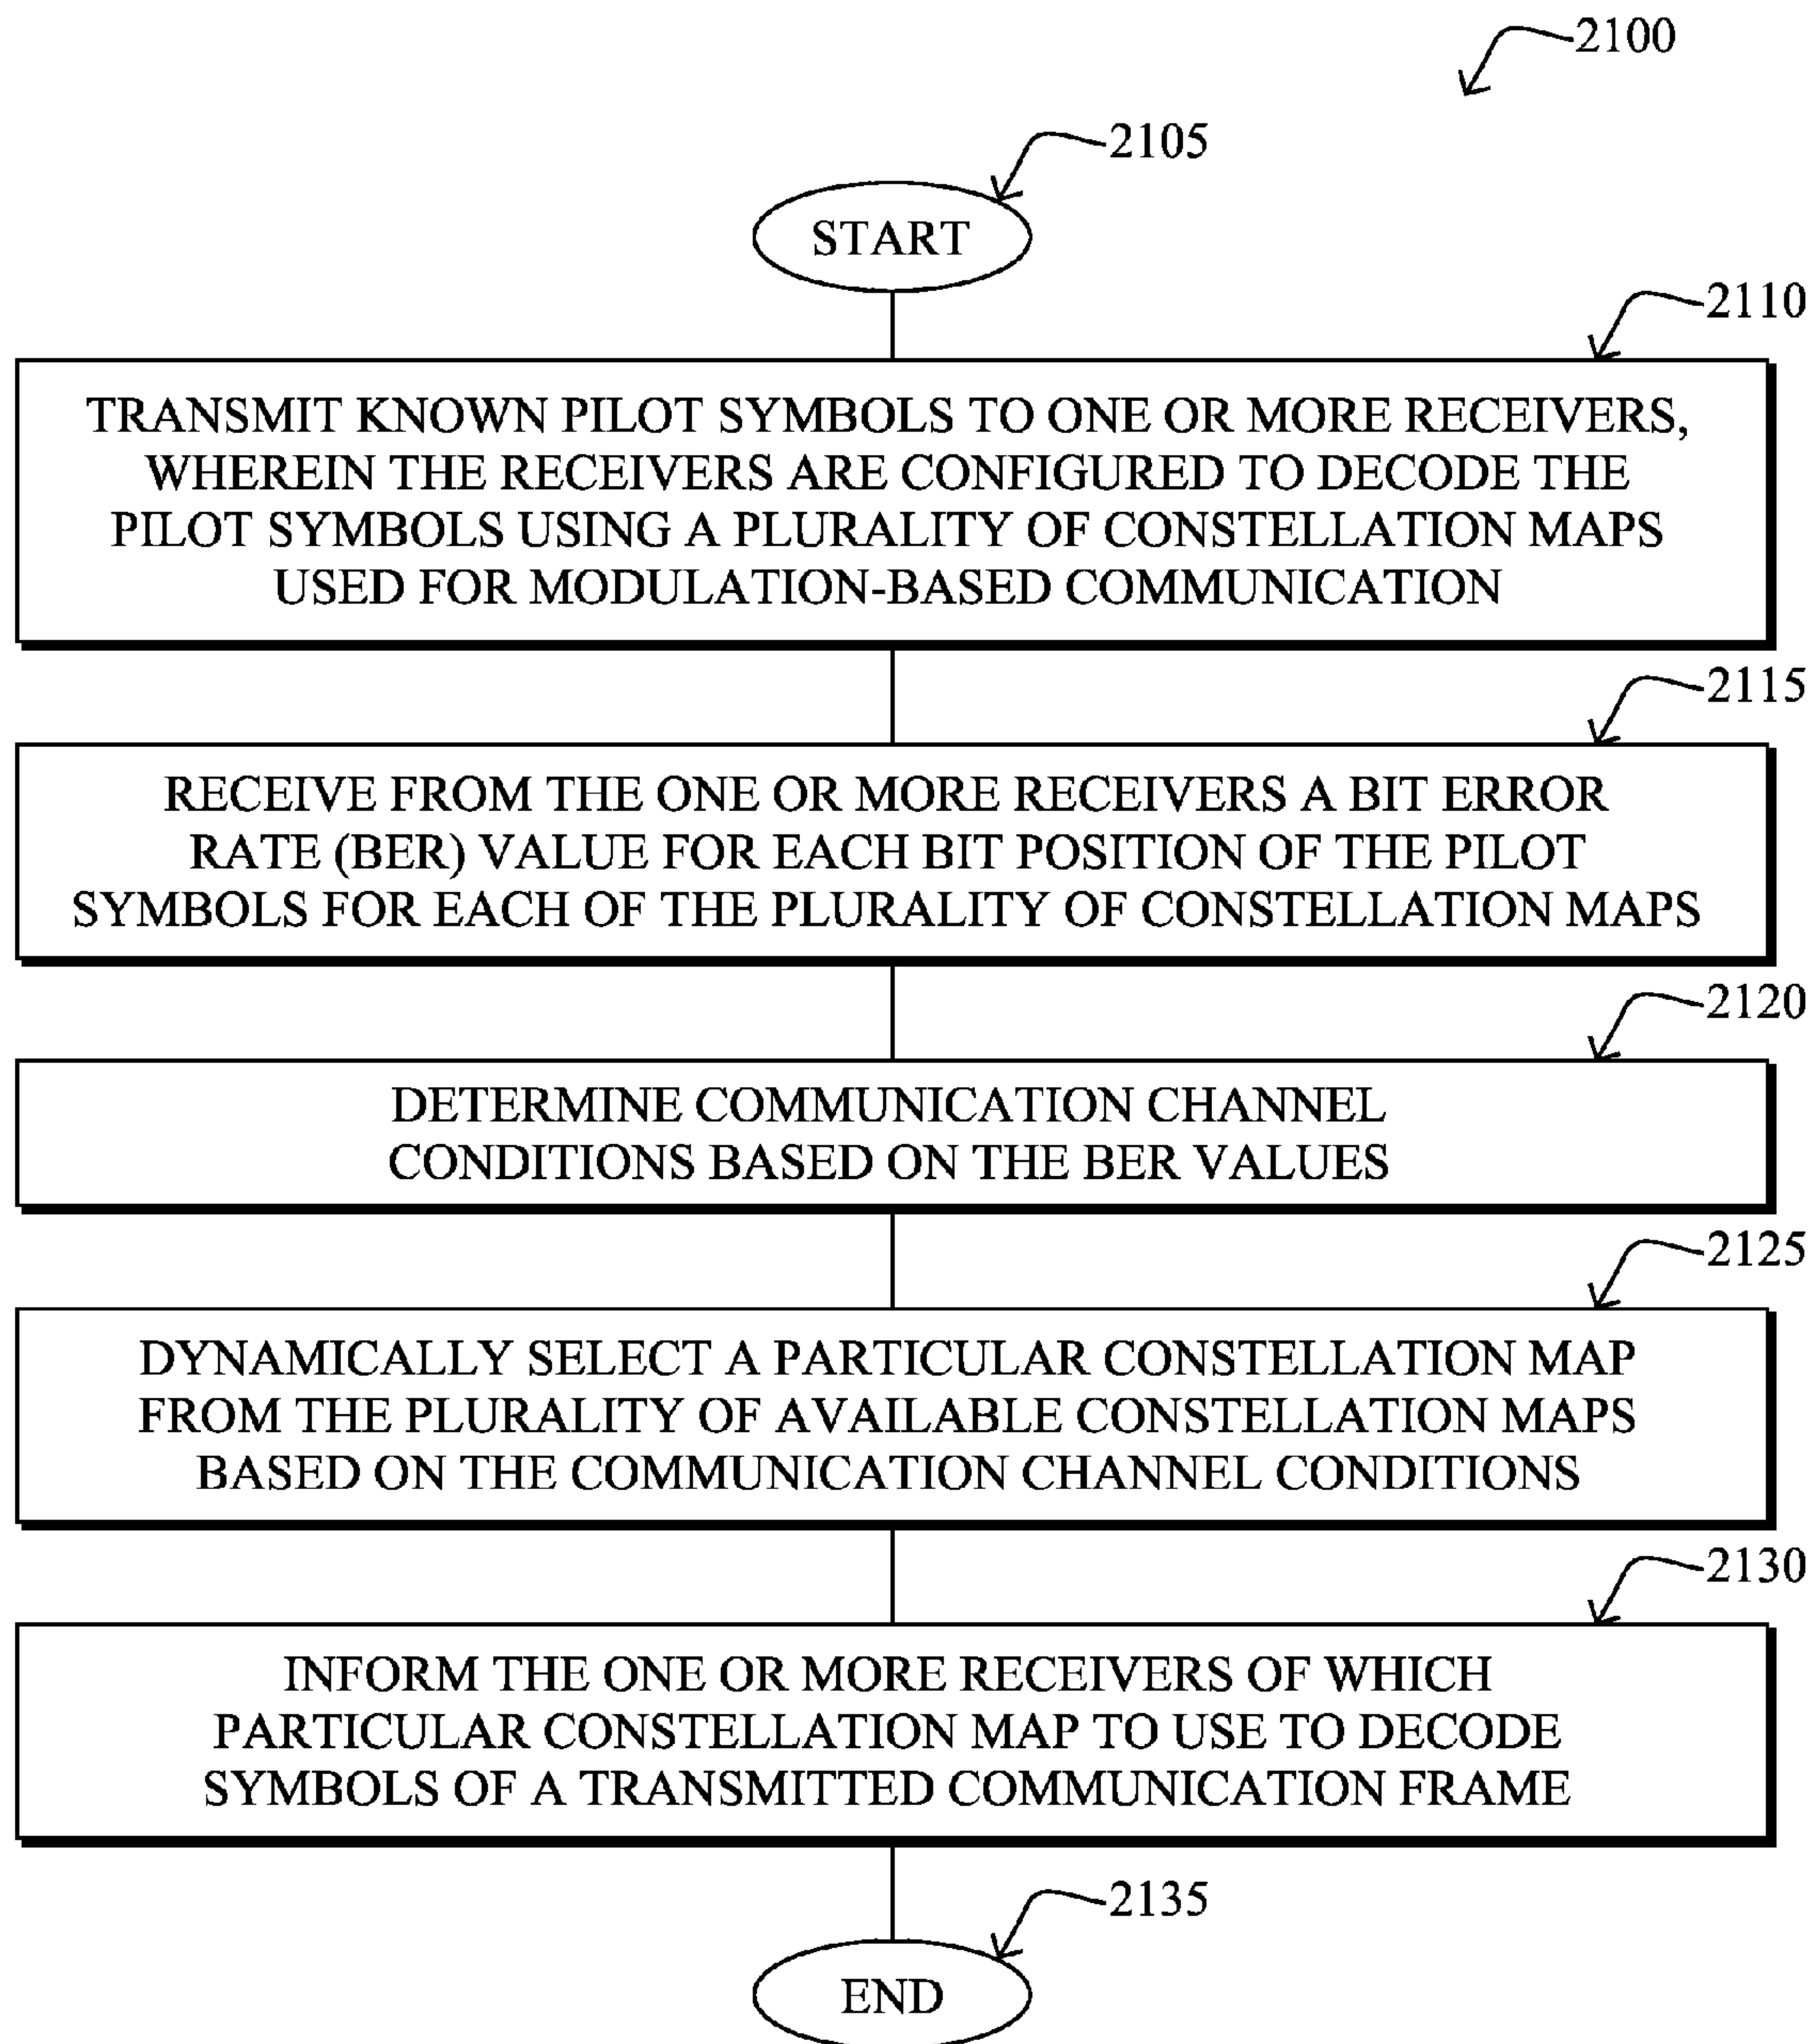 2100
2105
START
2110
TRANSMIT KNOWN PILOT SYMBOLS TO ONE OR MORE RECEIVERS,
WHEREIN THE RECEIVERS ARE CONFIGURED TO DECODE THE
PILOT SYMBOLS USING A PLURALITY OF CONSTELLATION MAPS
USED FOR MODULATION-BASED COMMUNICATION
2115
RECEIVE FROM THE ONE OR MORE RECEIVERS A BIT ERROR
RATE (BER) VALUE FOR EACH BIT POSITION OF THE PILOT
SYMBOLS FOR EACH OF THE PLURALITY OF CONSTELLATION MAPS
2120
DETERMINE COMMUNICATION CHANNEL
CONDITIONS BASED ON THE BER VALUES
2125
DYNAMICALLY SELECT A PARTICULAR CONSTELLATION MAP
FROM THE PLURALITY OF AVAILABLE CONSTELLATION MAPS
BASED ON THE COMMUNICATION CHANNEL CONDITIONS
2130
INFORM THE ONE OR MORE RECEIVERS OF WHICH
PARTICULAR CONSTELLATION MAP TO USE TO DECODE
SYMBOLS OF A TRANSMITTED COMMUNICATION FRAME
2135
END